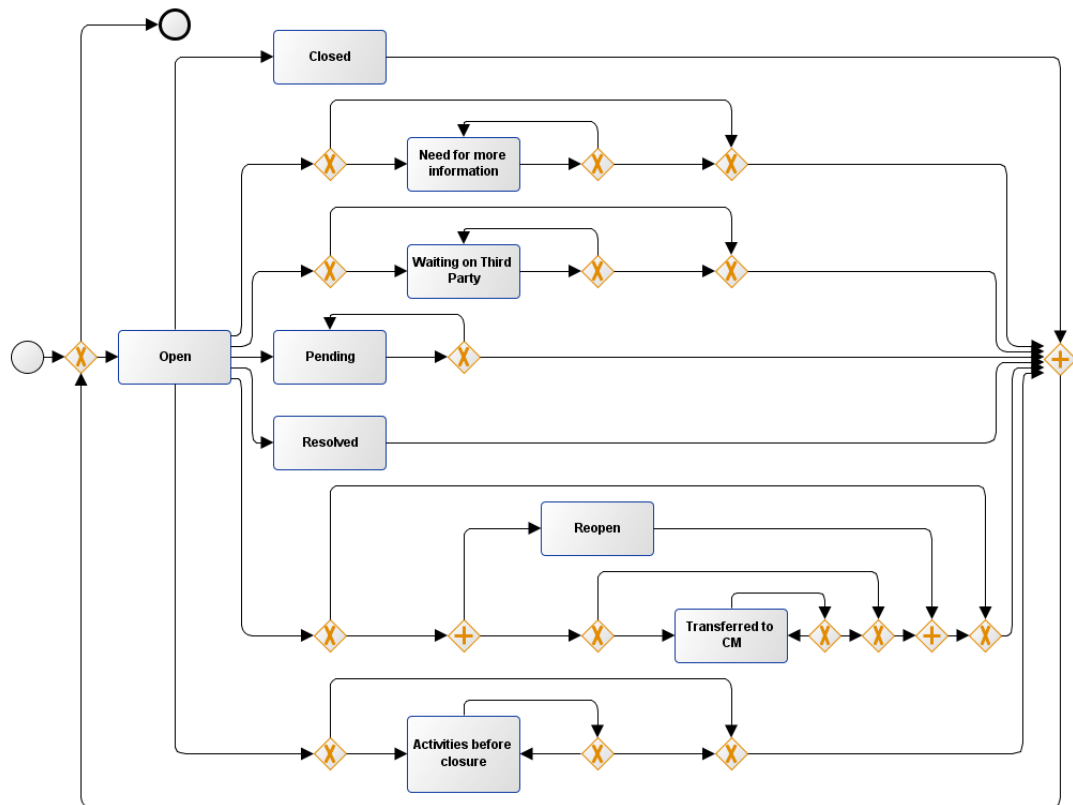 Closed
Need for more
information
Waiting on Third
Party
Open
Pending
Resolved
Reopen
Transferred to
CM
Activities before
closure